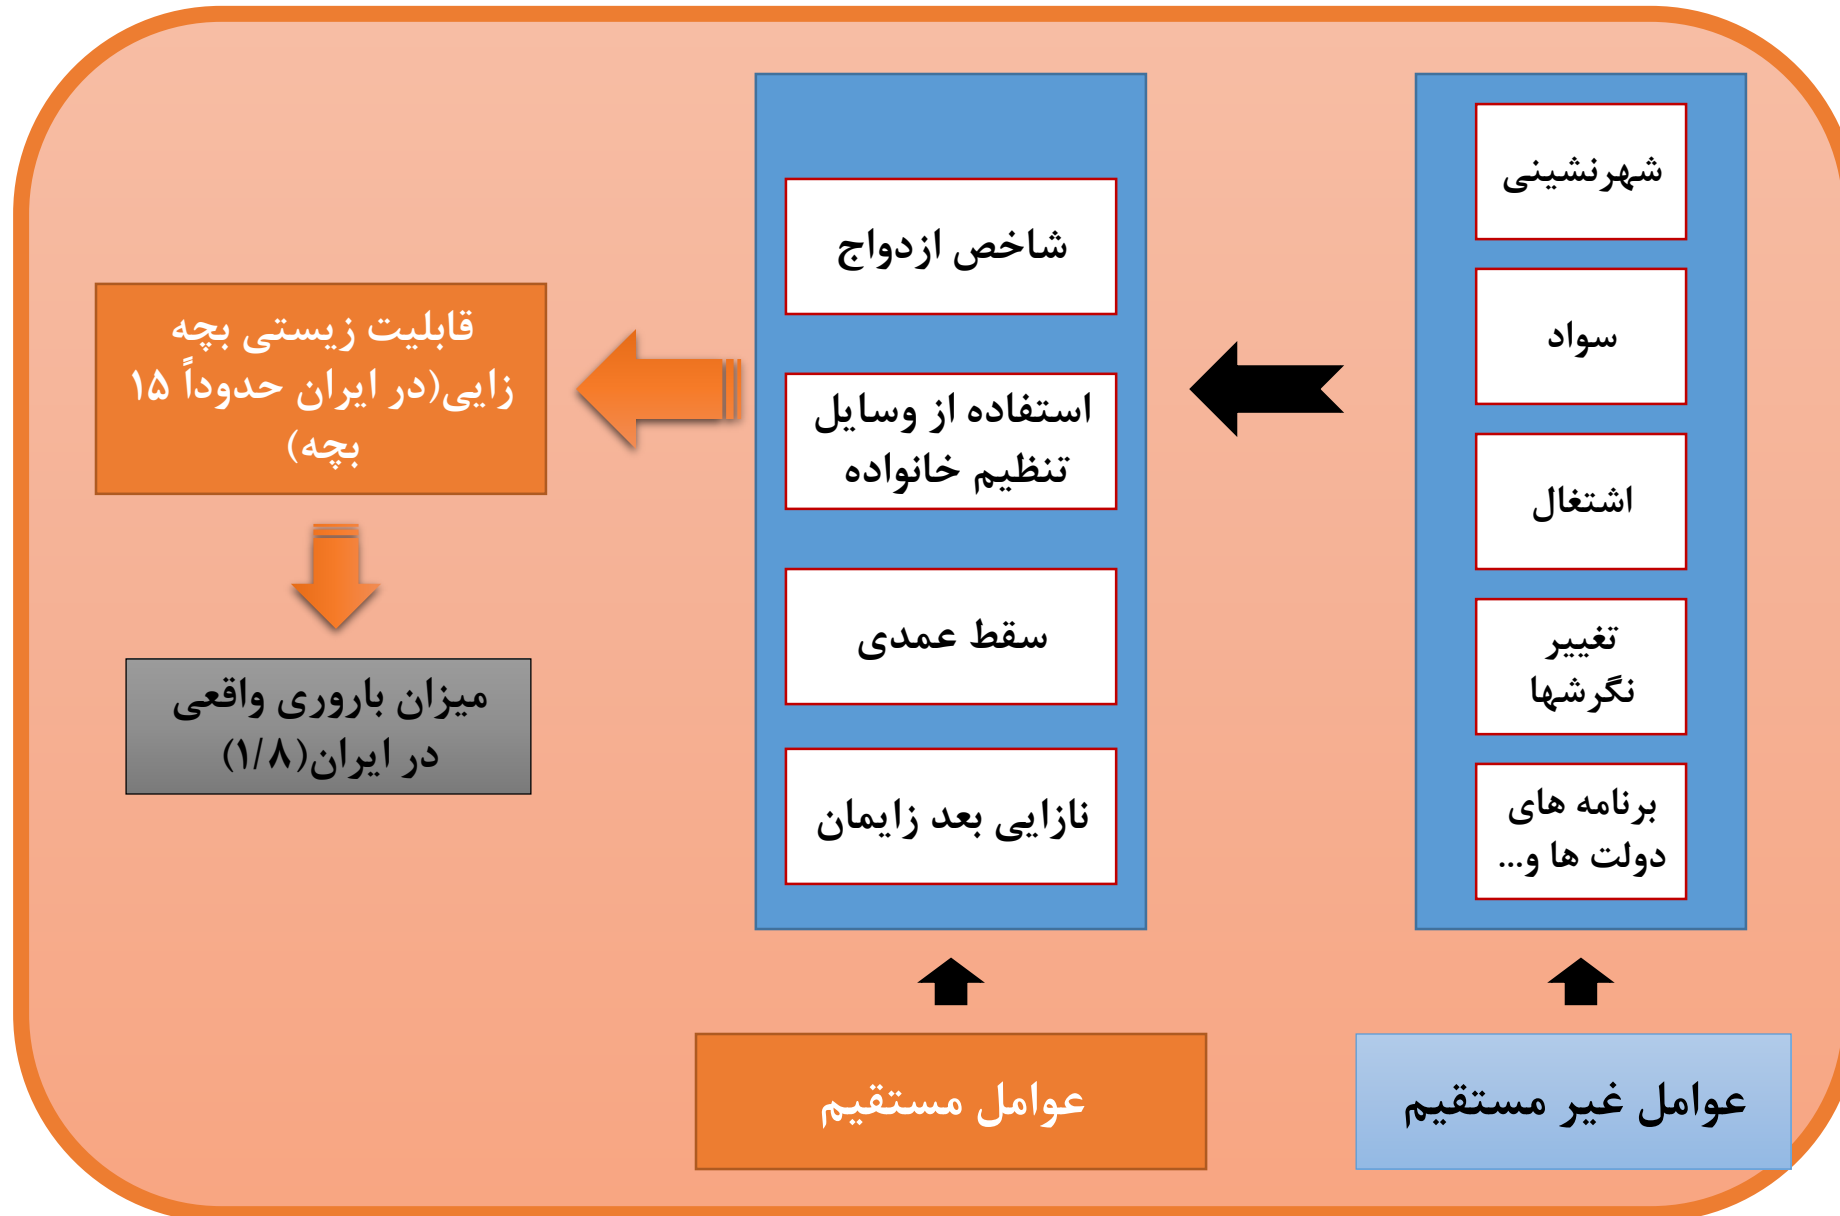 شهرنشینی
سواد
اشتغال
تغییر
نگرشها
برنامه های
دولت ها و...
عوامل غیر مستقیم
شاخص ازدواج
استفاده از وسایل
تنظیم خانواده
سقط عمدی
نازایی بعد زایمان
عوامل مستقیم
قابلیت زیستی بچه
زایی(در ایران حدوداً ۱۵
بچه)
میزان باروری واقعی
در ایران(۱/۸)